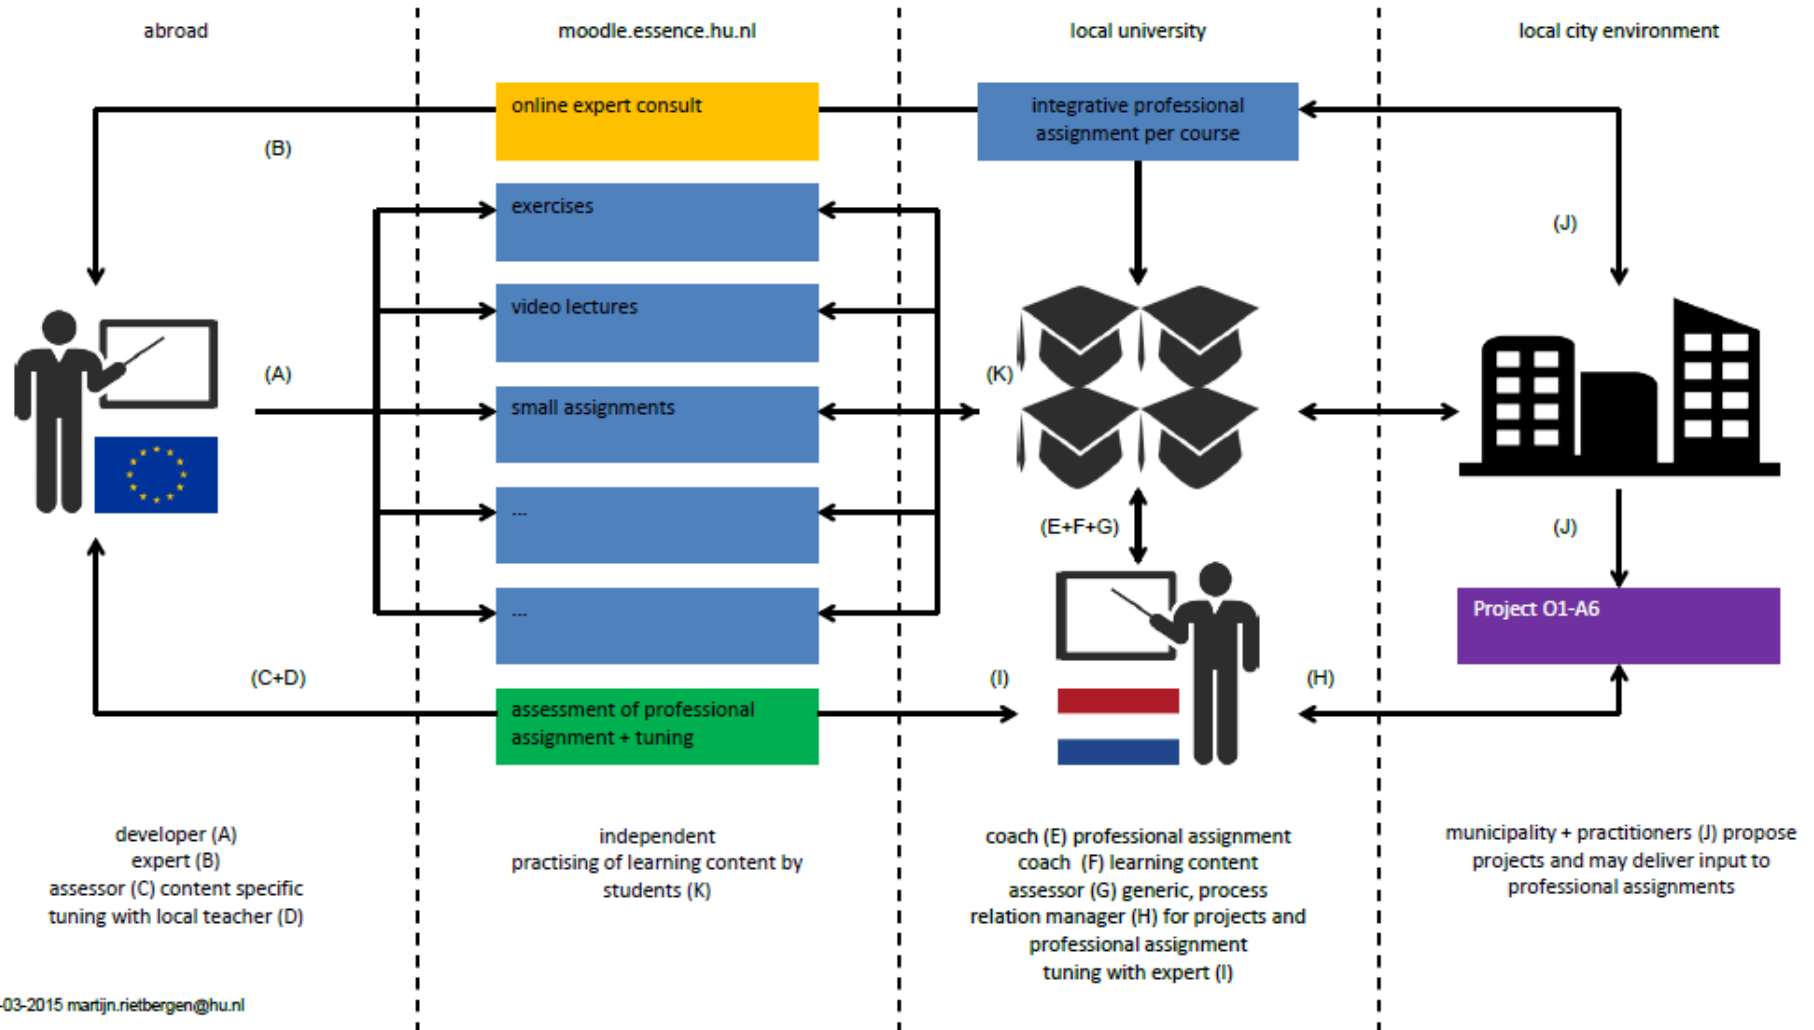 abroad
moodle.essence.hu.nl
local university
local city environment
online expert consult
integrative professional
assignment per course
(B)
exercises
(J)
video lectures
(A)
(K)
small assignments
...
(E+F+G)
(J)
...
Project O1-A6
(C+D)
(I)
(H)
assessment of professional
assignment + tuning
developer (A)
expert (B)
assessor (C) content specific
tuning with local teacher (D)
independent
practising of learning content by
students (K)
coach (E) professional assignment
coach (F) learning content
assessor (G) generic, process
relation manager (H) for projects and
professional assignment
tuning with expert (I)
municipality + practitioners (J) propose
projects and may deliver input to
professional assignments
-03-2015 martijn.rietbergen@hu.nl